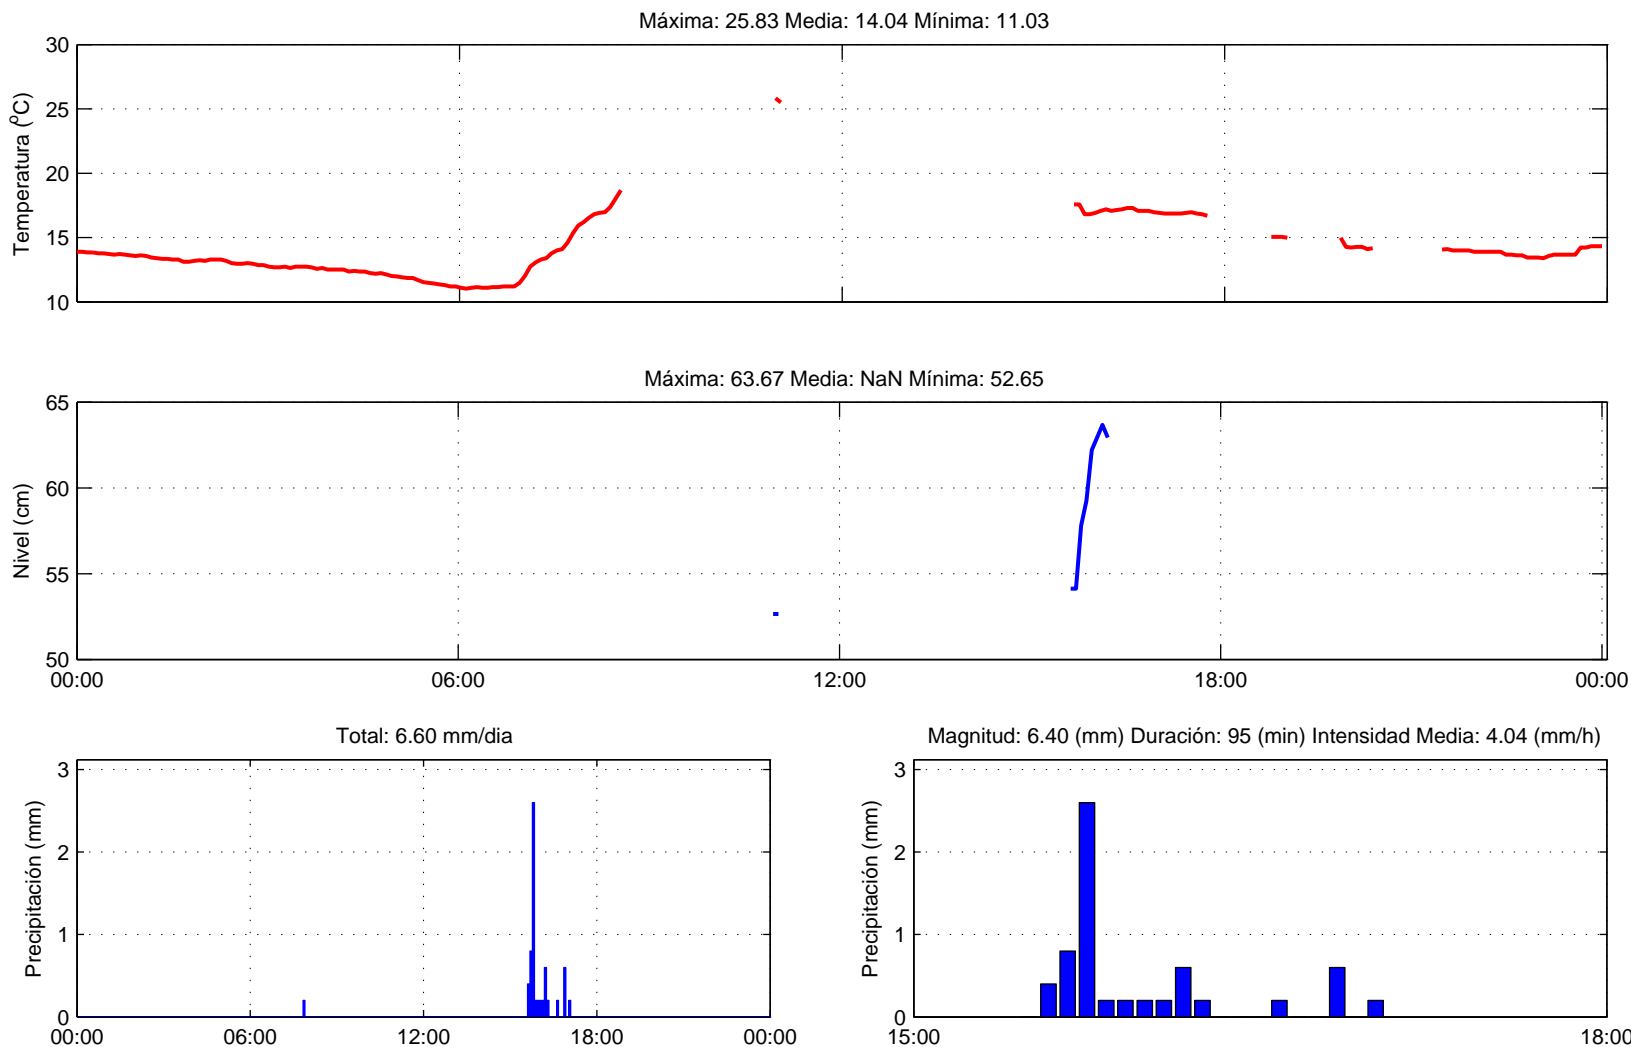 Máxima: 25.83 Media: 14.04 Mínima: 11.03
30
25
20
15
10
Temperatura (ºC)
Máxima: 63.67 Media: NaN Mínima: 52.65
65
60
55
50
Nivel (cm)
00:00 06:00 12:00 18:00 00:00
Total: 6.60 mm/dia
3
2
1
0
Precipitación (mm)
00:00 06:00 12:00 18:00 00:00
Magnitud: 6.40 (mm) Duración: 95 (min) Intensidad Media: 4.04 (mm/h)
3
2
1
0
Precipitación (mm)
15:00 18:00